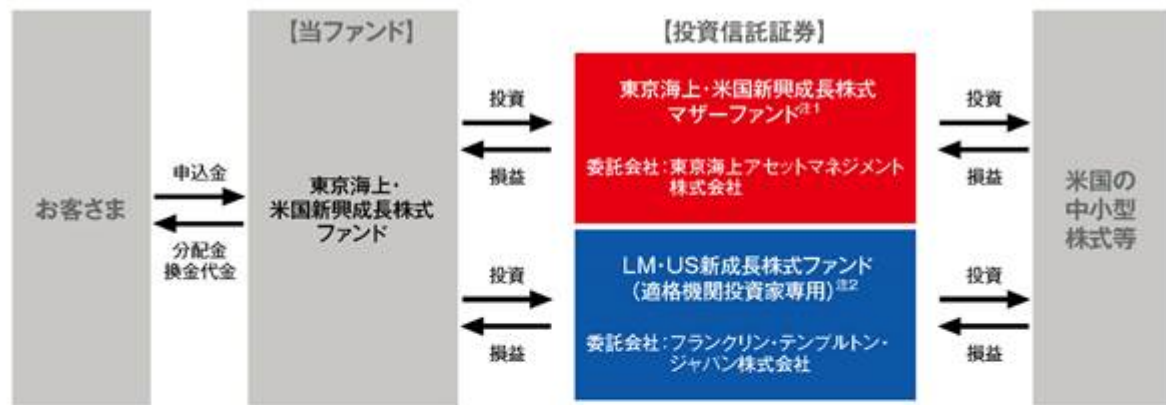 【当ファンド】
【投資信託証券】
お客さま
申込金
分配金
換金代金
東京海上・
米国新興成長株式
ファンド
投資
損益
東京海上・米国新興成長株式
マザーファンド注1
委託会社：東京海上アセットマネジメント
株式会社
投資
損益
投資
損益
LM・US新成長株式ファンド
（適格機関投資家専用）注2
委託会社：フランクリン・テンプルトン・
ジャパン株式会社
投資
損益
米国の
中小型
株式等